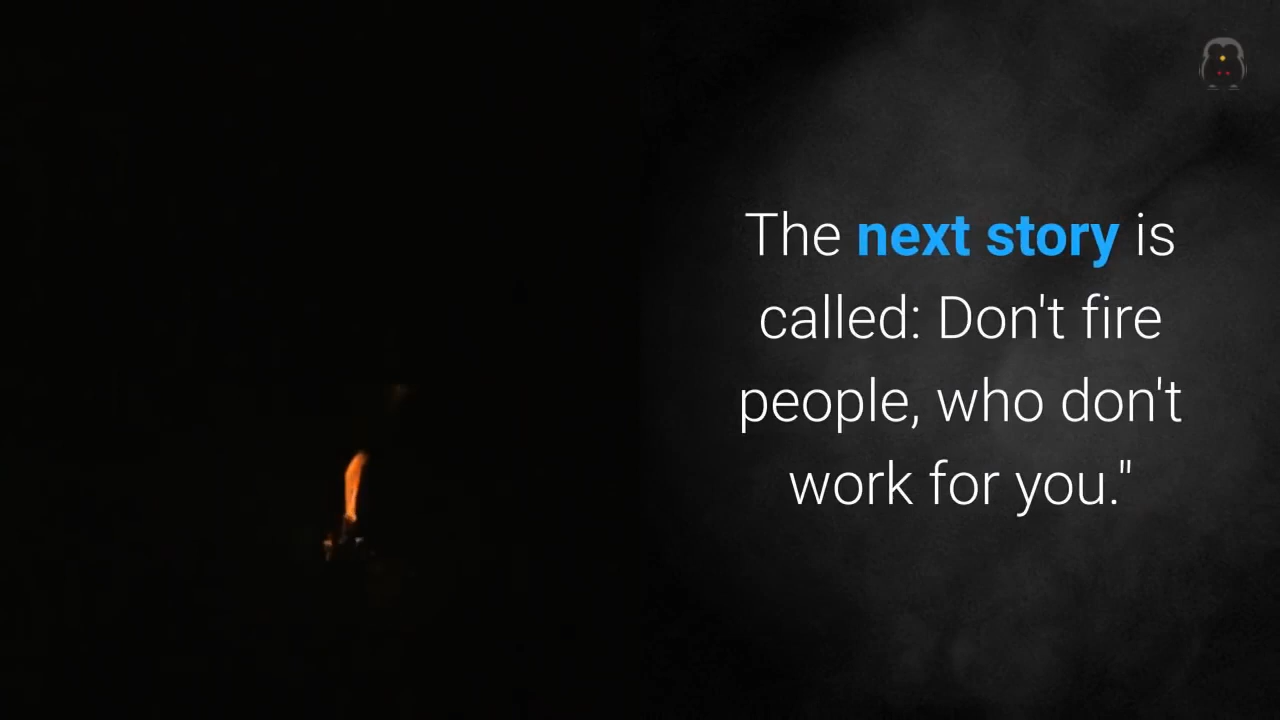 The next story is
called: Don't fire
people, who don't
work for you."